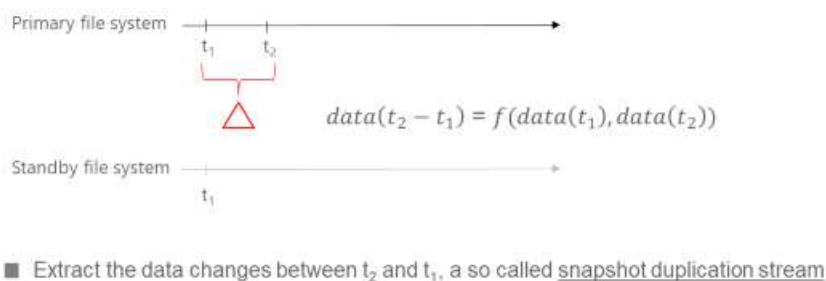 Primary file system
t₁ t₂
data(t₂ − t₁) = f(data(t₁), data(t₂))
Standby file system
t₁
■ Extract the data changes between t₂ and t₁, a so called snapshot duplication stream